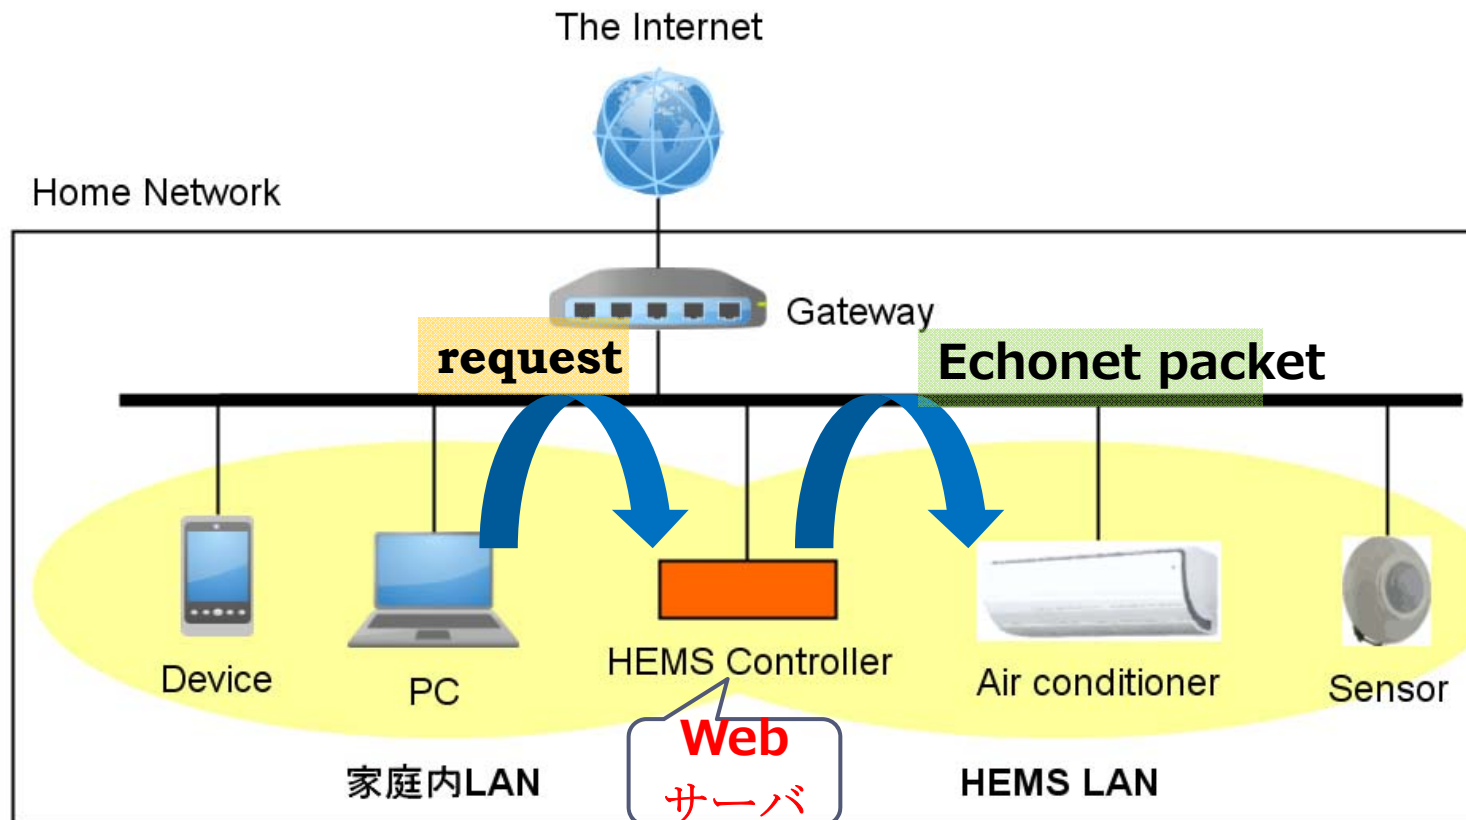 The Internet
Home Network
Gateway
request
Echonet packet
Device
PC
HEMS Controller
Air conditioner
Sensor
Web
サーバ
家庭内LAN
HEMS LAN